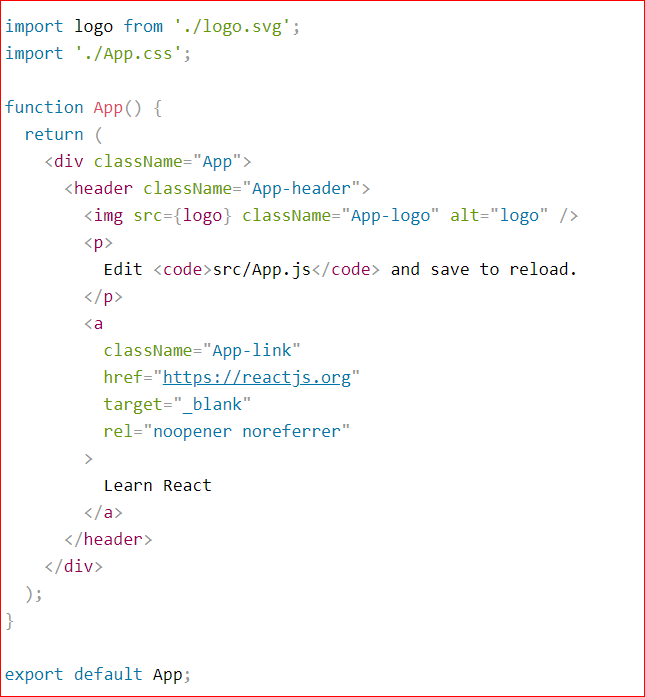 import logo from './logo.svg';
import './App.css';

function App() {
  return (
    <div className="App">
      <header className="App-header">
        <img src={logo} className="App-logo" alt="logo" />
        <p>
          Edit <code>src/App.js</code> and save to reload.
        </p>
        <a
          className="App-link"
          href="https://reactjs.org"
          target="_blank"
          rel="noopener noreferrer"
        >
          Learn React
        </a>
      </header>
    </div>
  );
}

export default App;